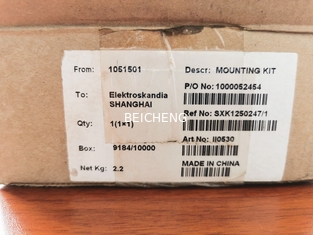 From: 1051501
Descr: MOUNTING KIT
P/O No: 1000052454
To: Elektroskandia
SHANGHAI
Ref No: SXK1250247/1
BEICHENG
Qty: 1(1*1)
Art No: II0530
Box: 9184/10000
MADE IN CHINA
Net Kg: 2.2